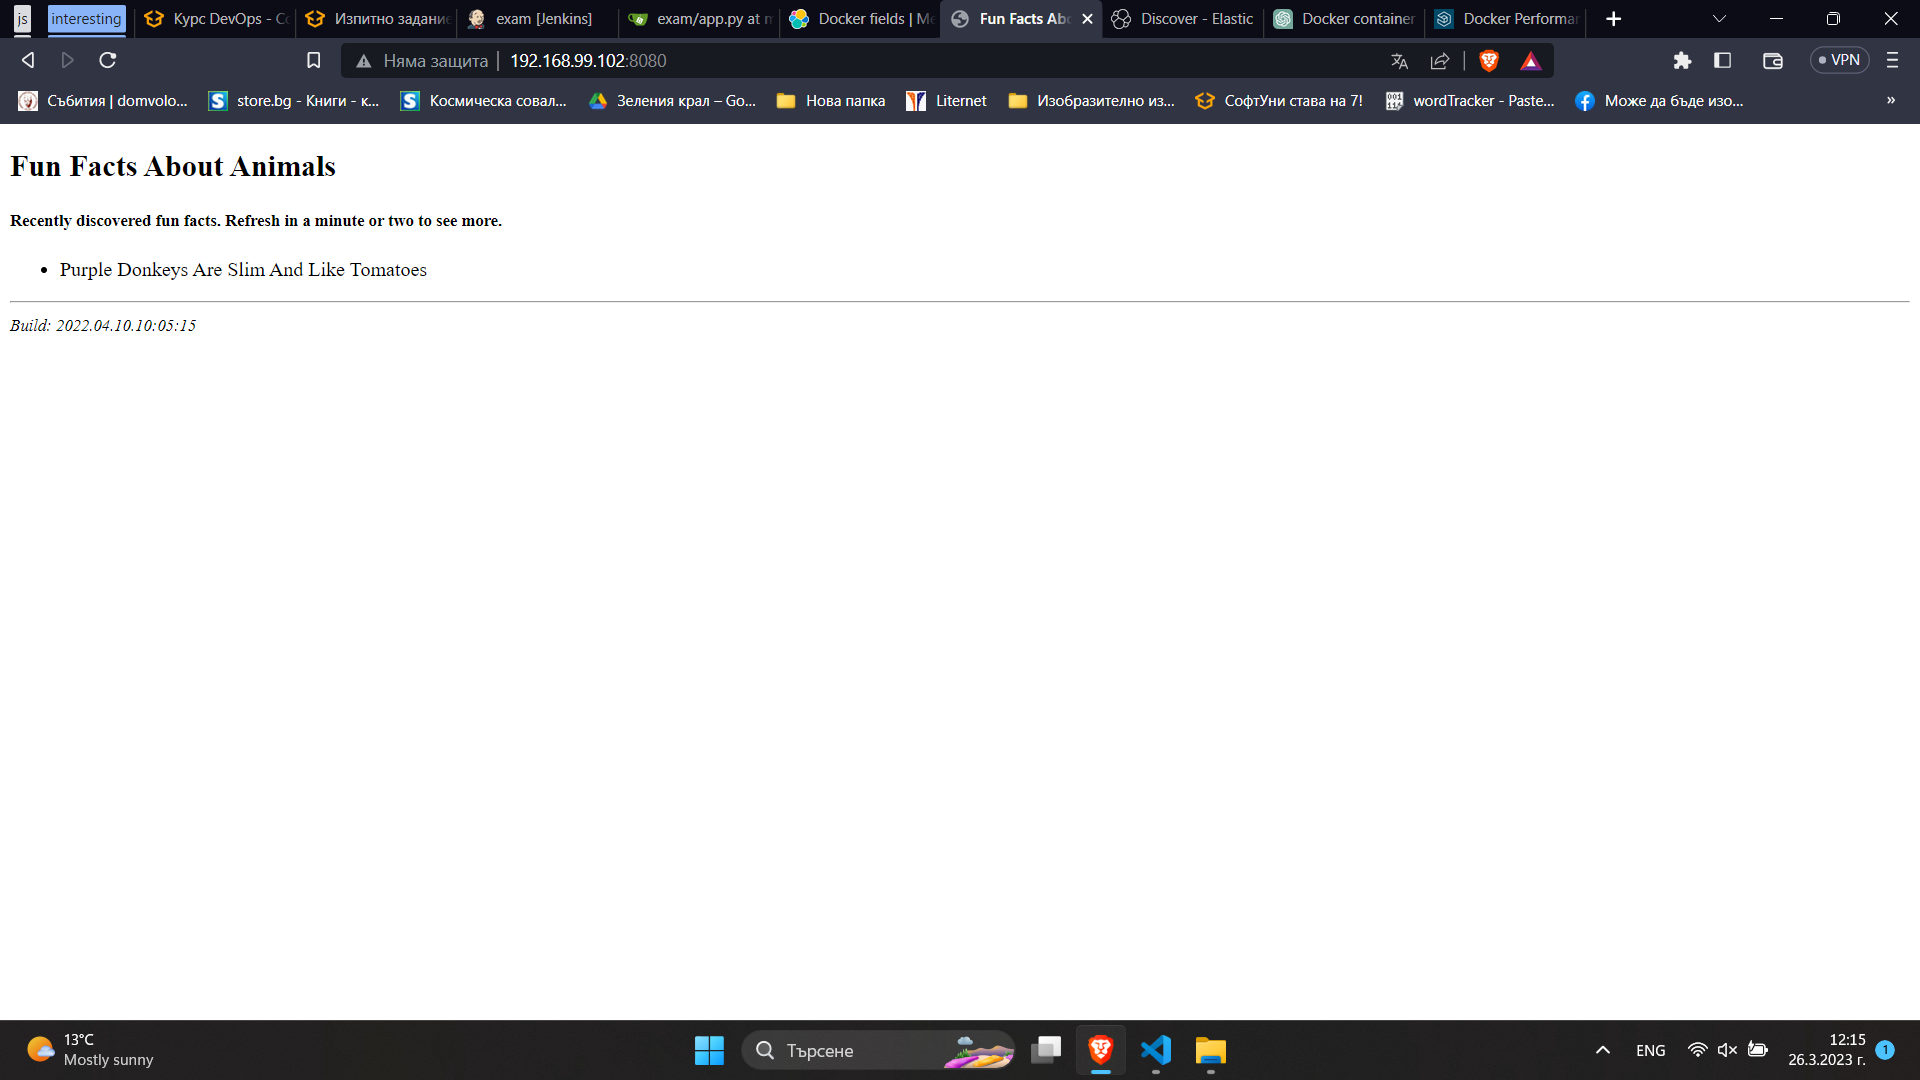 js
interesting
Курс DevOps - Co
Изпитно задание
exam [Jenkins]
exam/app.py at m
Docker fields | Me
Fun Facts Abo
Discover - Elastic
Docker container
Docker Performan
Няма защита
192.168.99.102:8080
VPN
Събития | domvolo...
store.bg - Книги - к...
Космическа совал...
Зеления крал – Go...
Нова папка
Liternet
Изобразително из...
СофтУни става на 7!
wordTracker - Paste...
Може да бъде изо...
»
Fun Facts About Animals
Recently discovered fun facts. Refresh in a minute or two to see more.
• Purple Donkeys Are Slim And Like Tomatoes
Build: 2022.04.10.10:05:15
13°C
Mostly sunny
Търсене
ENG
12:15
26.3.2023 г.
1